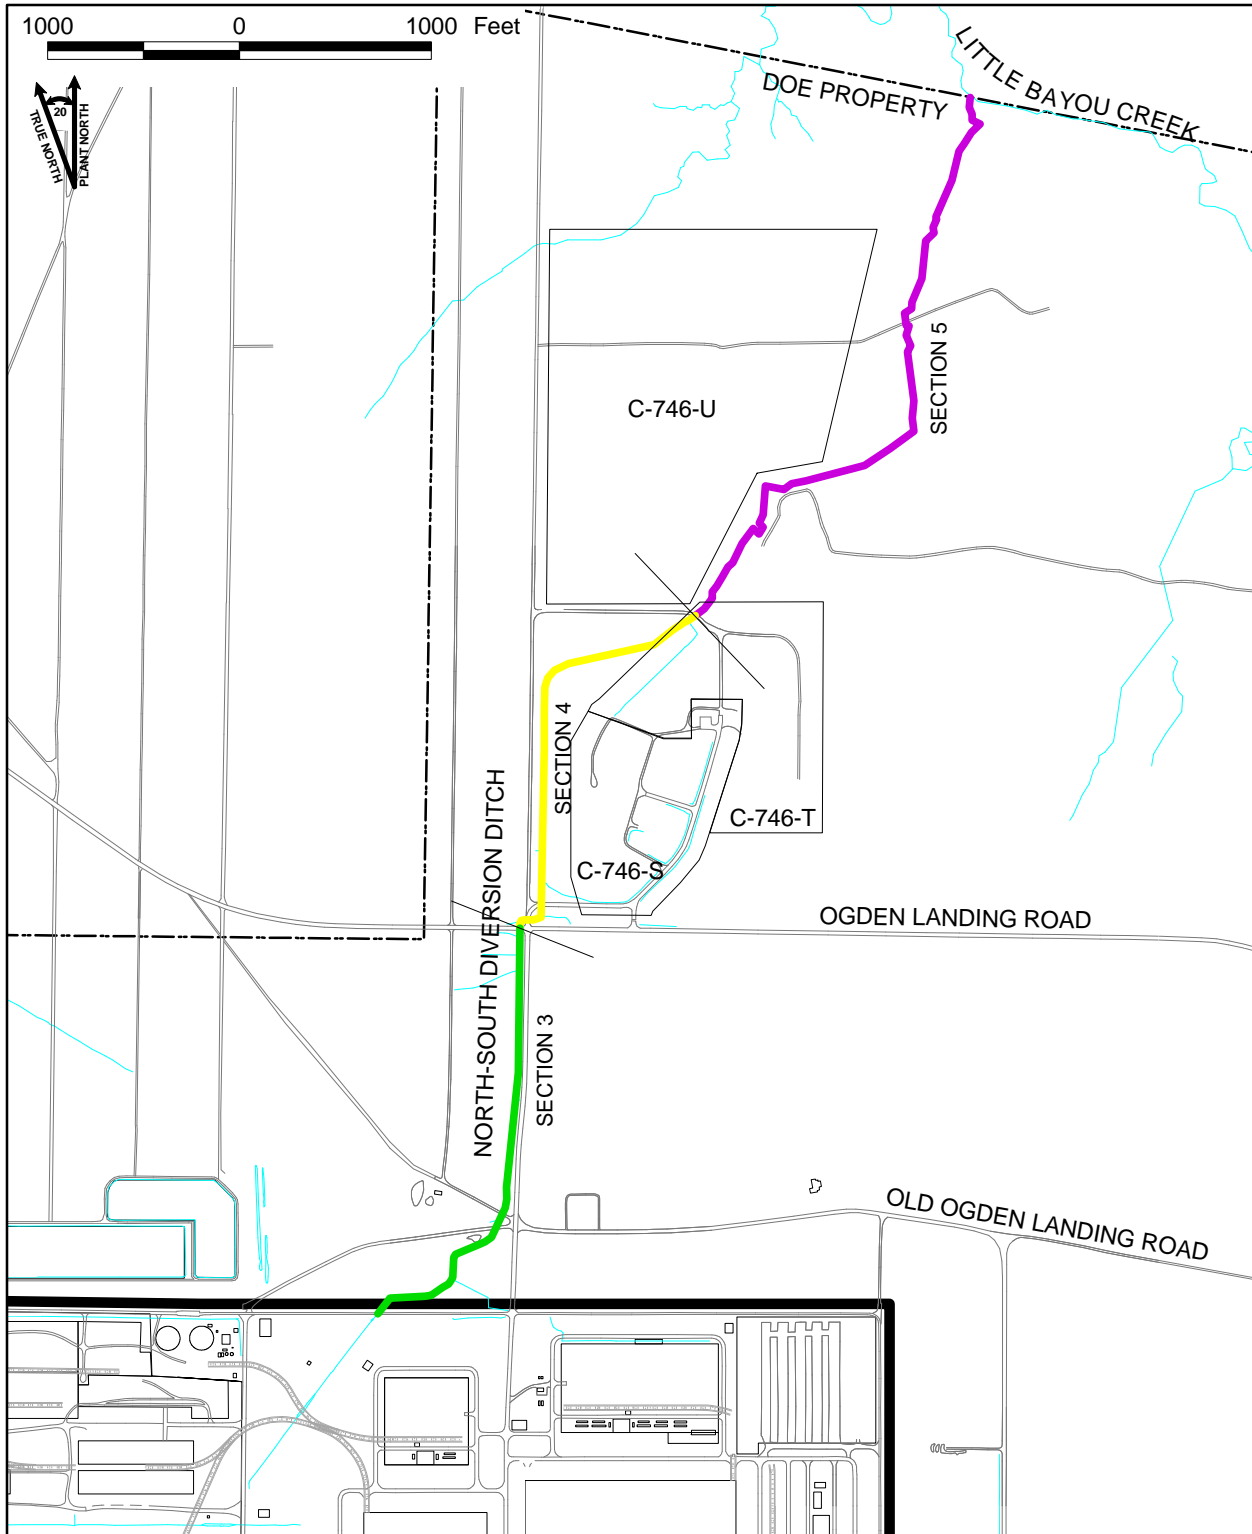 1000 0 1000 Feet
20
TRUE NORTH
PLANT NORTH
DOE PROPERTY
LITTLE BAYOU CREEK
SECTION 5
C-746-U
SECTION 4
C-746-T
C-746-S
NORTH-SOUTH DIVERSION DITCH
OGDEN LANDING ROAD
SECTION 3
OLD OGDEN LANDING ROAD